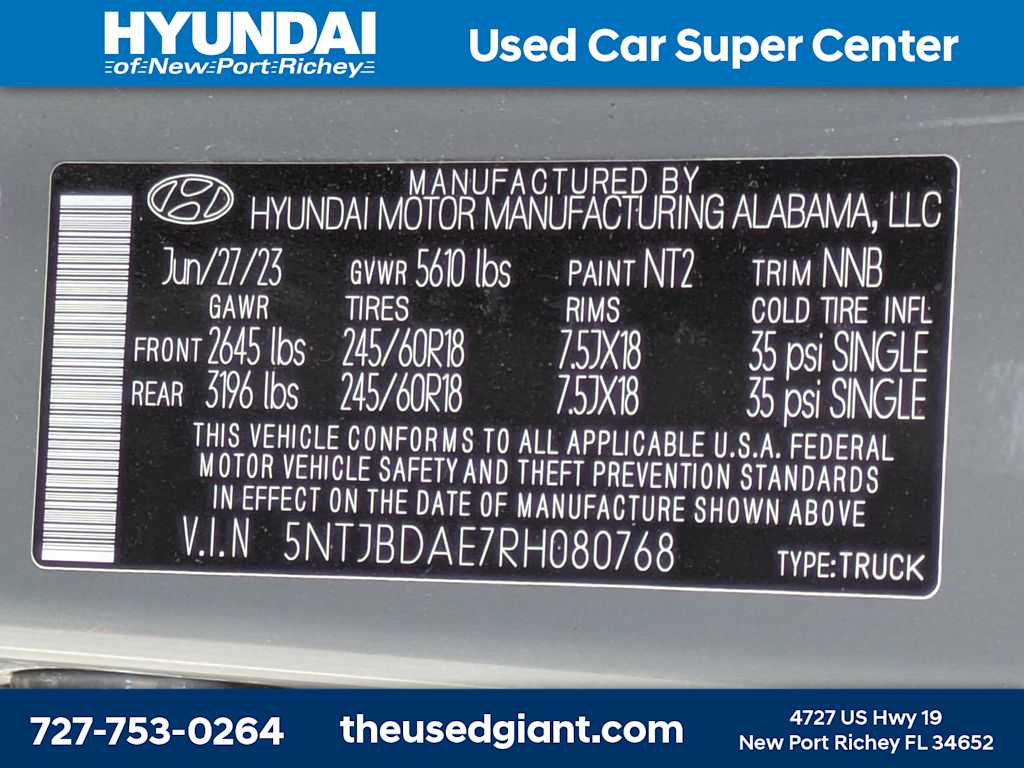 HYUNDAI
of New Port Richey
Used Car Super Center
MANUFACTURED BY
HYUNDAI MOTOR MANUFACTURING ALABAMA, LLC
Jun/27/23 GVWR 5610 lbs PAINT NT2 TRIM NNB
GAWR TIRES RIMS COLD TIRE INFL
FRONT 2645 lbs 245/60R18 7.5JX18 35 psi SINGLE
REAR 3196 lbs 245/60R18 7.5JX18 35 psi SINGLE
THIS VEHICLE CONFORMS TO ALL APPLICABLE U.S.A. FEDERAL
MOTOR VEHICLE SAFETY AND THEFT PREVENTION STANDARDS
IN EFFECT ON THE DATE OF MANUFACTURE SHOWN ABOVE.
V.I.N 5NTJBDAE7RH080768
TYPE:TRUCK
727-753-0264
theusedgiant.com
4727 US Hwy 19
New Port Richey FL 34652